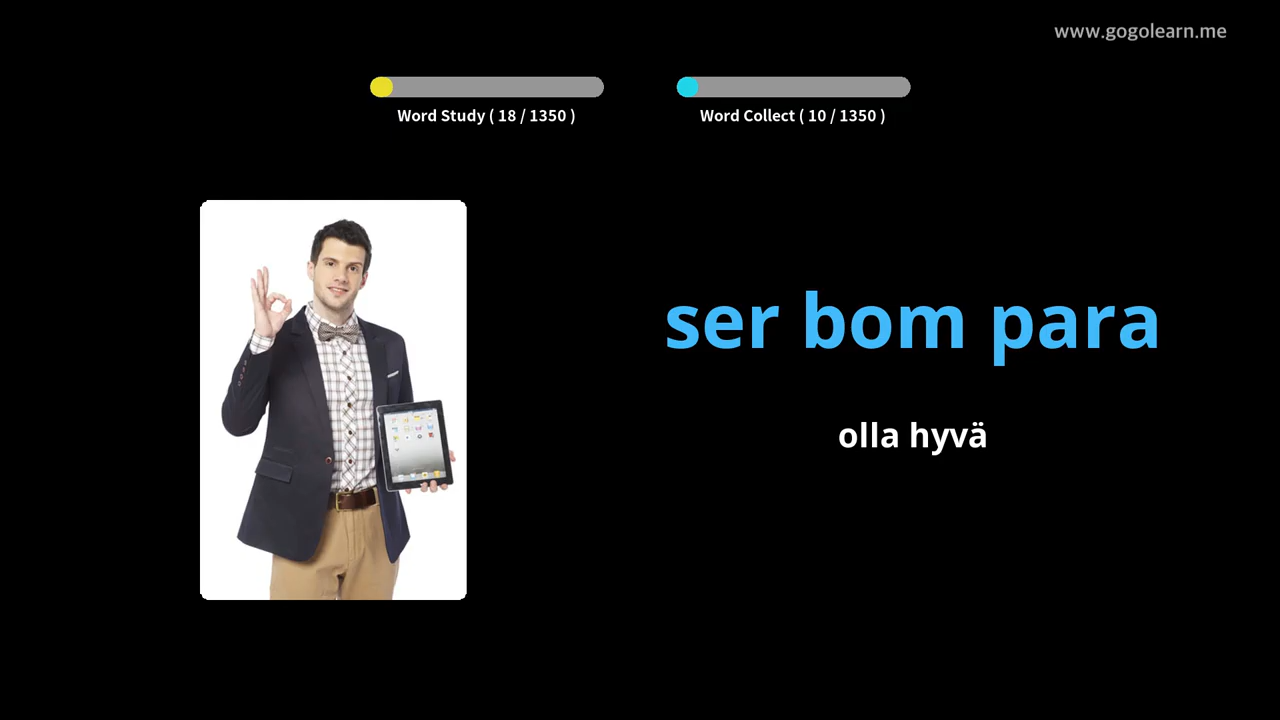 www.gogolearn.me
Word Study ( 18 / 1350 )
Word Collect ( 10 / 1350 )
ser bom para
olla hyvä